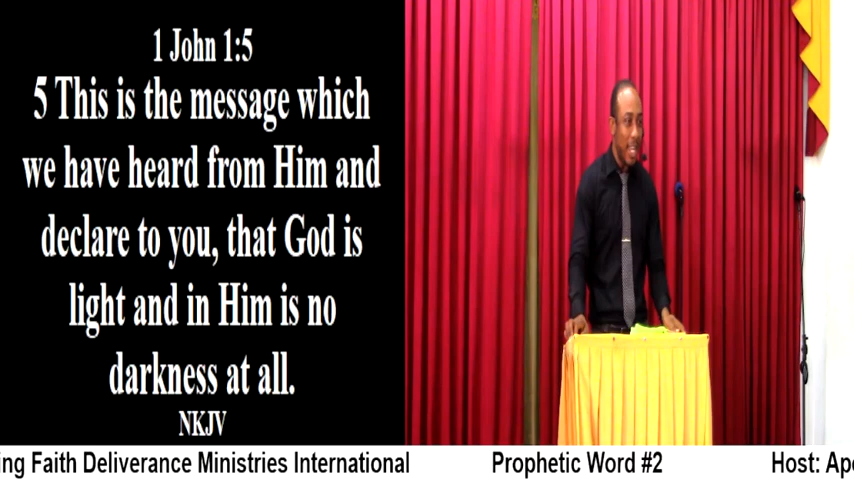 1 John 1:5
5 This is the message which
we have heard from Him and
declare to you, that God is
light and in Him is no
darkness at all.
NKJV
ing Faith Deliverance Ministries International Prophetic Word #2 Host: